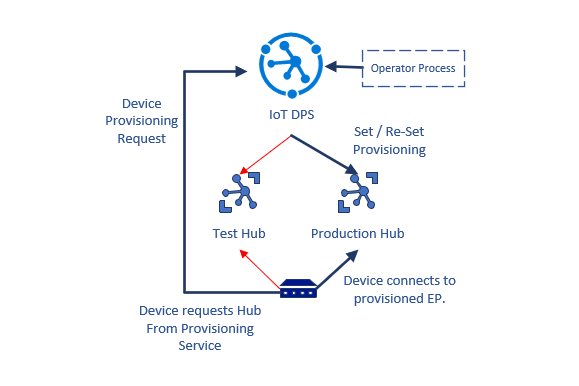 Operator Process
Device
Provisioning
Request
IoT DPS
Set / Re-Set
Provisioning
Test Hub
Production Hub
Device connects to
provisioned EP.
Device requests Hub
From Provisioning
Service